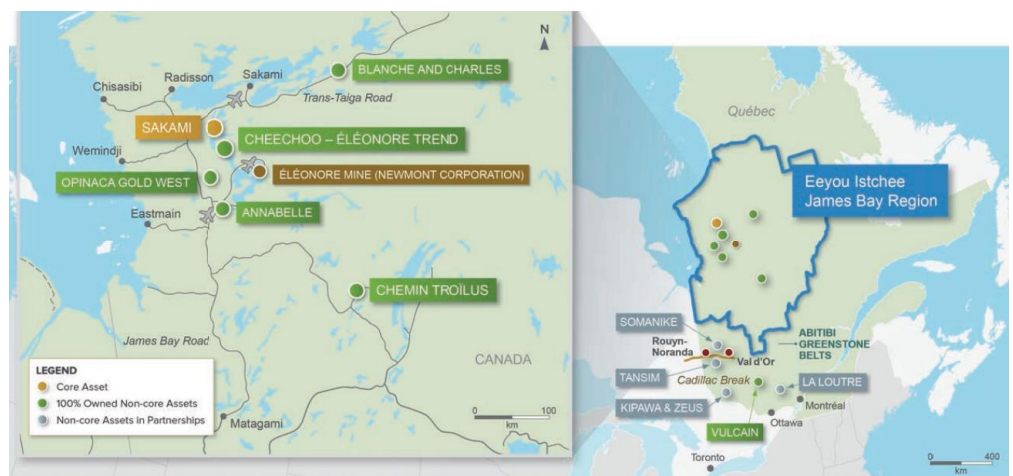 N
BLANCHE AND CHARLES
Sakami
Radisson
Chisasibi
Trans-Taiga Road
SAKAMI
CHEECHOO – ÉLÉONORE TREND
Wemindji
ÉLÉONORE MINE (NEWMONT CORPORATION)
OPINACA GOLD WEST
ANNABELLE
Eastmain
CHEMIN TROÏLUS
James Bay Road
CANADA
LEGEND
Core Asset
100% Owned Non-core Assets
Non-core Assets in Partnerships
Matagami
0 100
km
Québec
Eeyou Istchee
James Bay Region
SOMANIKE
Rouyn-
Noranda
Val d'Or
ABITIBI
GREENSTONE
BELTS
TANSIM
Cadillac Break
LA LOUTRE
KIPAWA & ZEUS
Montréal
Ottawa
VULCAIN
Toronto
0 400
km